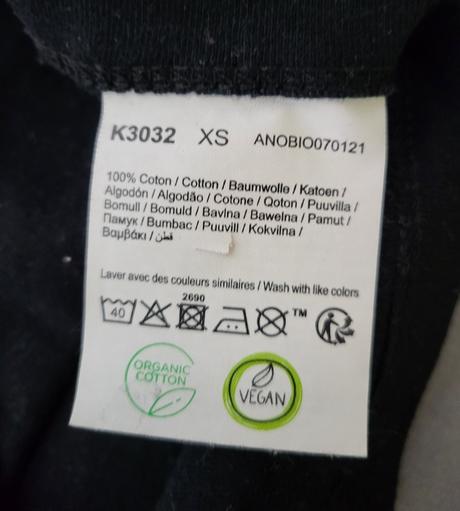 K3032 XS ANOBIO070121
100% Coton / Cotton / Baumwolle / Katoen /
Algodón / Algodão / Cotone / Qoton / Puuvilla /
Bomull / Bomuld / Bavlna / Bawełna / Pamut /
Памук / Bumbac / Puuvill / Kokvilna /
Βαμβάκι / قطن
Laver avec des couleurs similaires / Wash with like colors
2690
40 TM
ORGANIC
COTTON
VEGAN